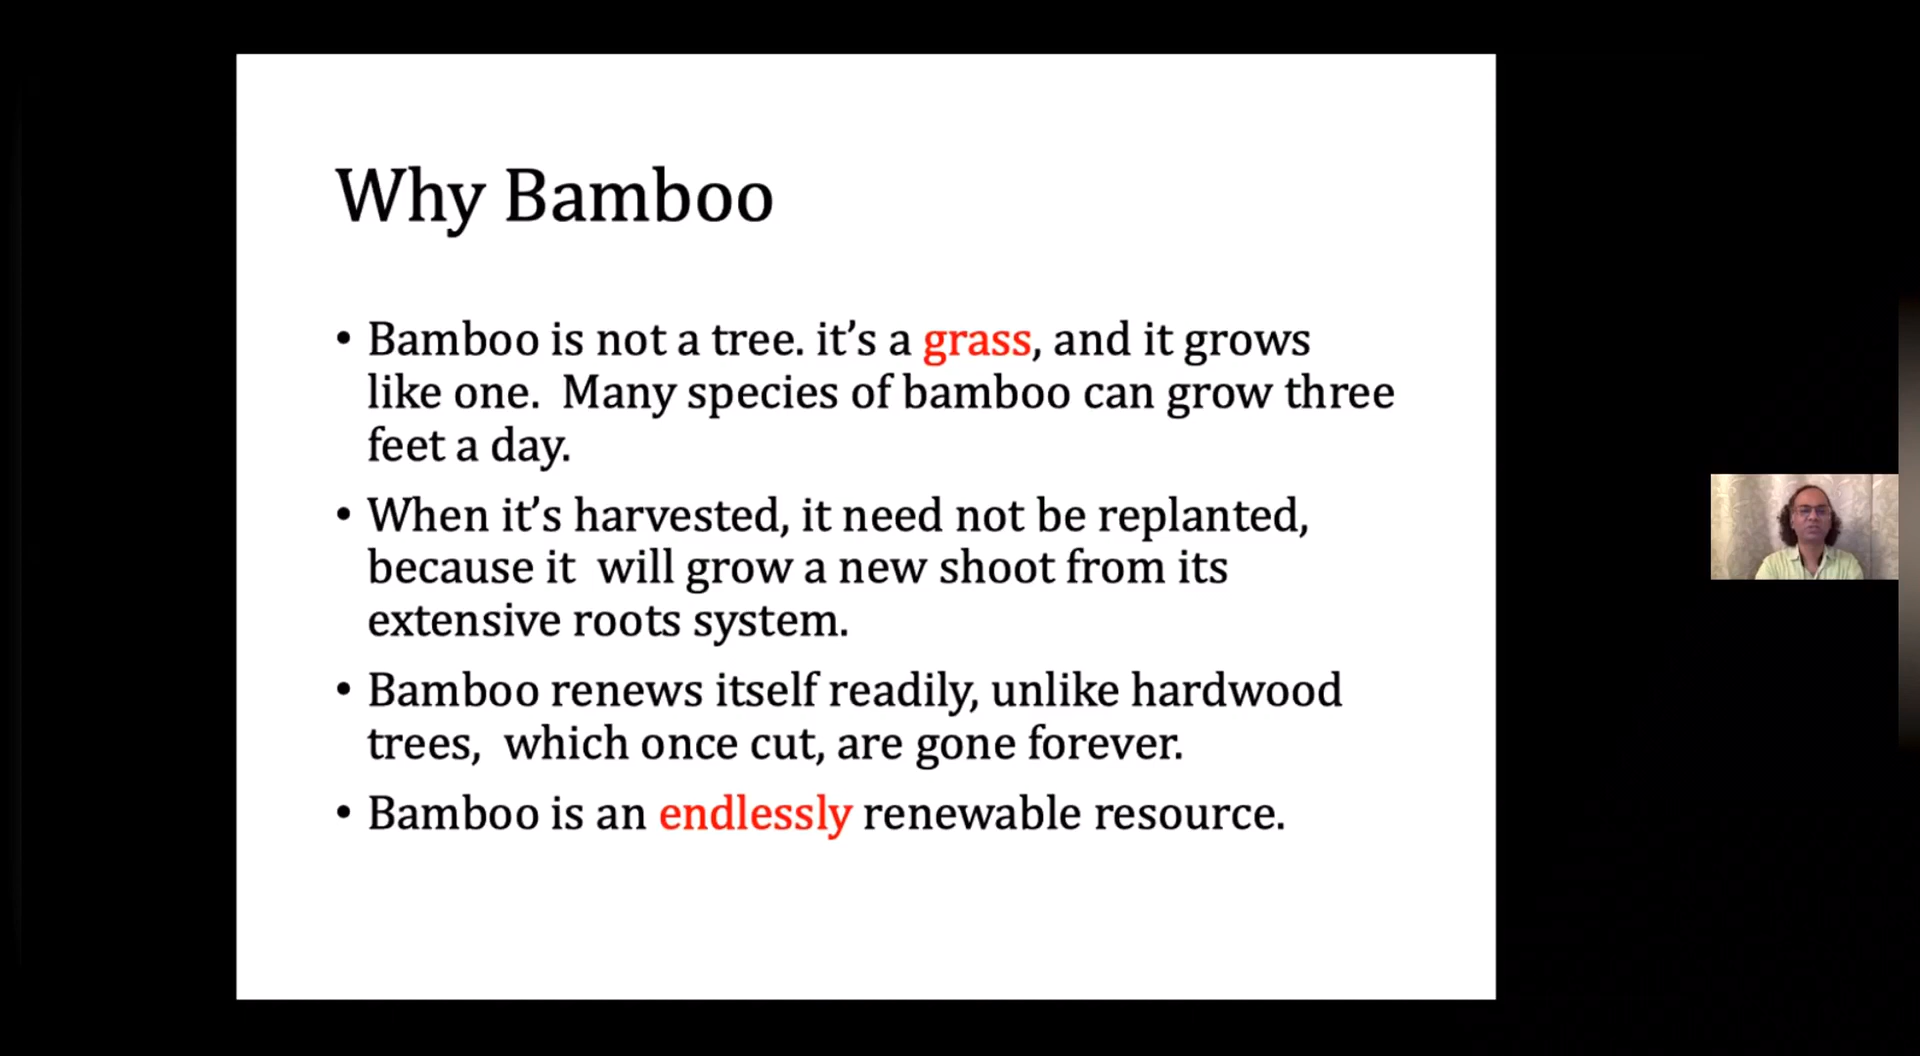 Why Bamboo
• Bamboo is not a tree. it’s a grass, and it grows
like one.  Many species of bamboo can grow three
feet a day.
• When it’s harvested, it need not be replanted,
because it  will grow a new shoot from its
extensive roots system.
• Bamboo renews itself readily, unlike hardwood
trees,  which once cut, are gone forever.
• Bamboo is an endlessly renewable resource.